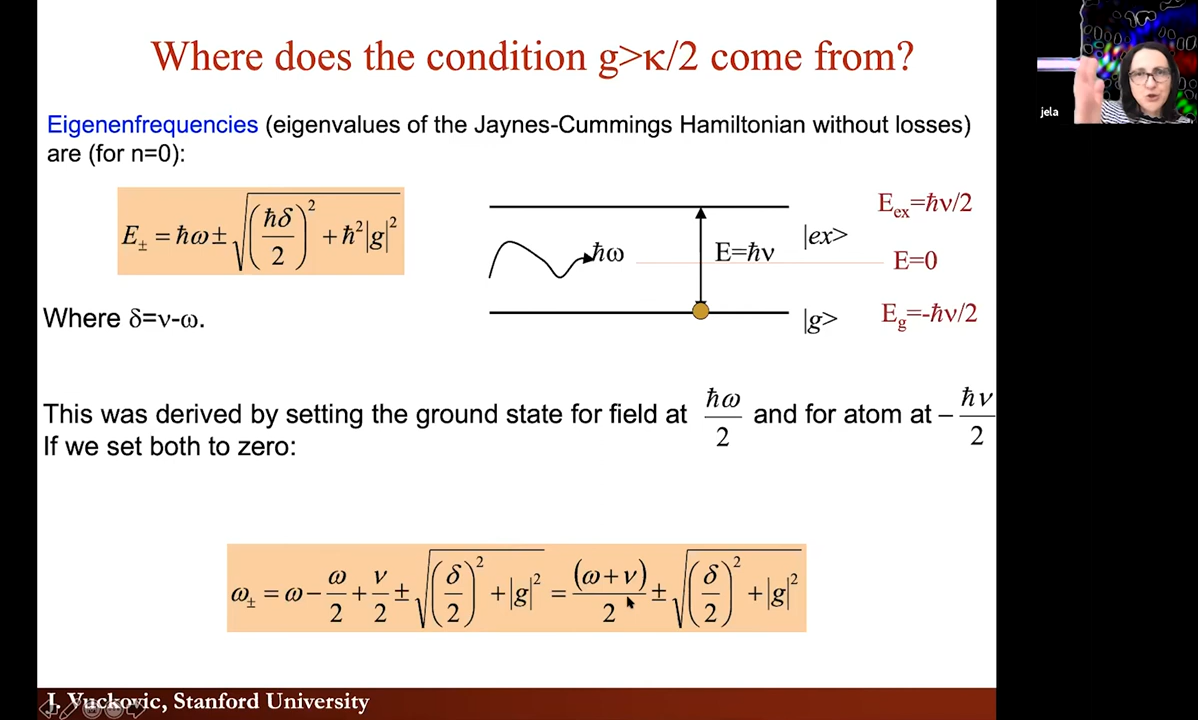 Where does the condition g>κ/2 come from?
jela
Eigenenfrequencies (eigenvalues of the Jaynes-Cummings Hamiltonian without losses)
are (for n=0):
E± = ħω ± √((ħδ/2)² + ħ²|g|²)
E_ex=ħν/2
|ex>
ħω
E=ħν
E=0
Where δ=ν-ω.
|g>
E_g=-ħν/2
This was derived by setting the ground state for field at ħω/2 and for atom at −ħν/2
If we set both to zero:
ω± = ω − ω/2 + ν/2 ± √((δ/2)² + |g|²) = (ω+ν)/2 ± √((δ/2)² + |g|²)
J. Vuckovic, Stanford University